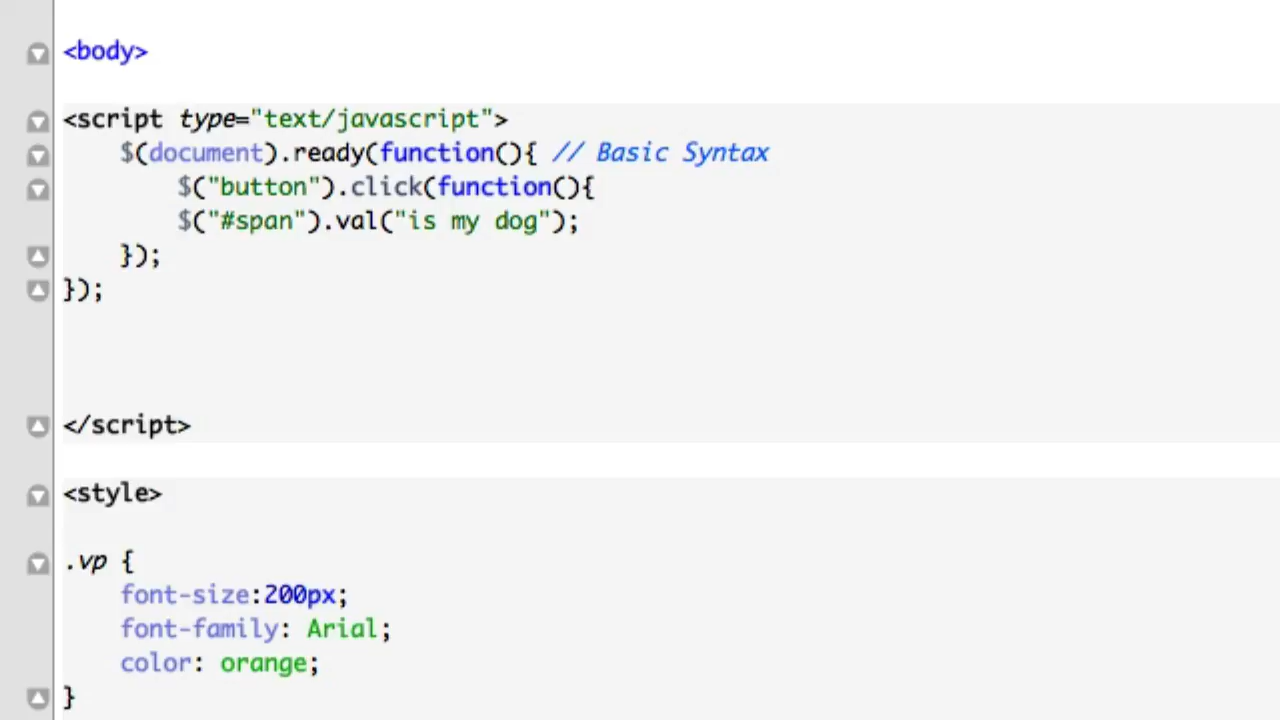 <body>
<script type="text/javascript">
$(document).ready(function(){ // Basic Syntax
$("button").click(function(){
$("#span").val("is my dog");
});
});
</script>
<style>
.vp {
font-size:200px;
font-family: Arial;
color: orange;
}